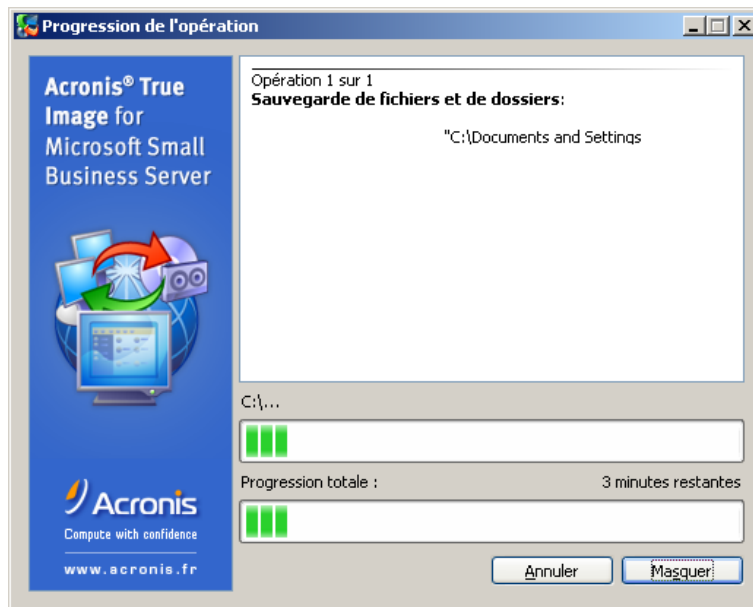 Progression de l'opération
Acronis® True
Image for
Microsoft Small
Business Server
Opération 1 sur 1
Sauvegarde de fichiers et de dossiers:
"C:\Documents and Settings
C:\...
Progression totale :
3 minutes restantes
Acronis
Compute with confidence
www.acronis.fr
Annuler
Masquer